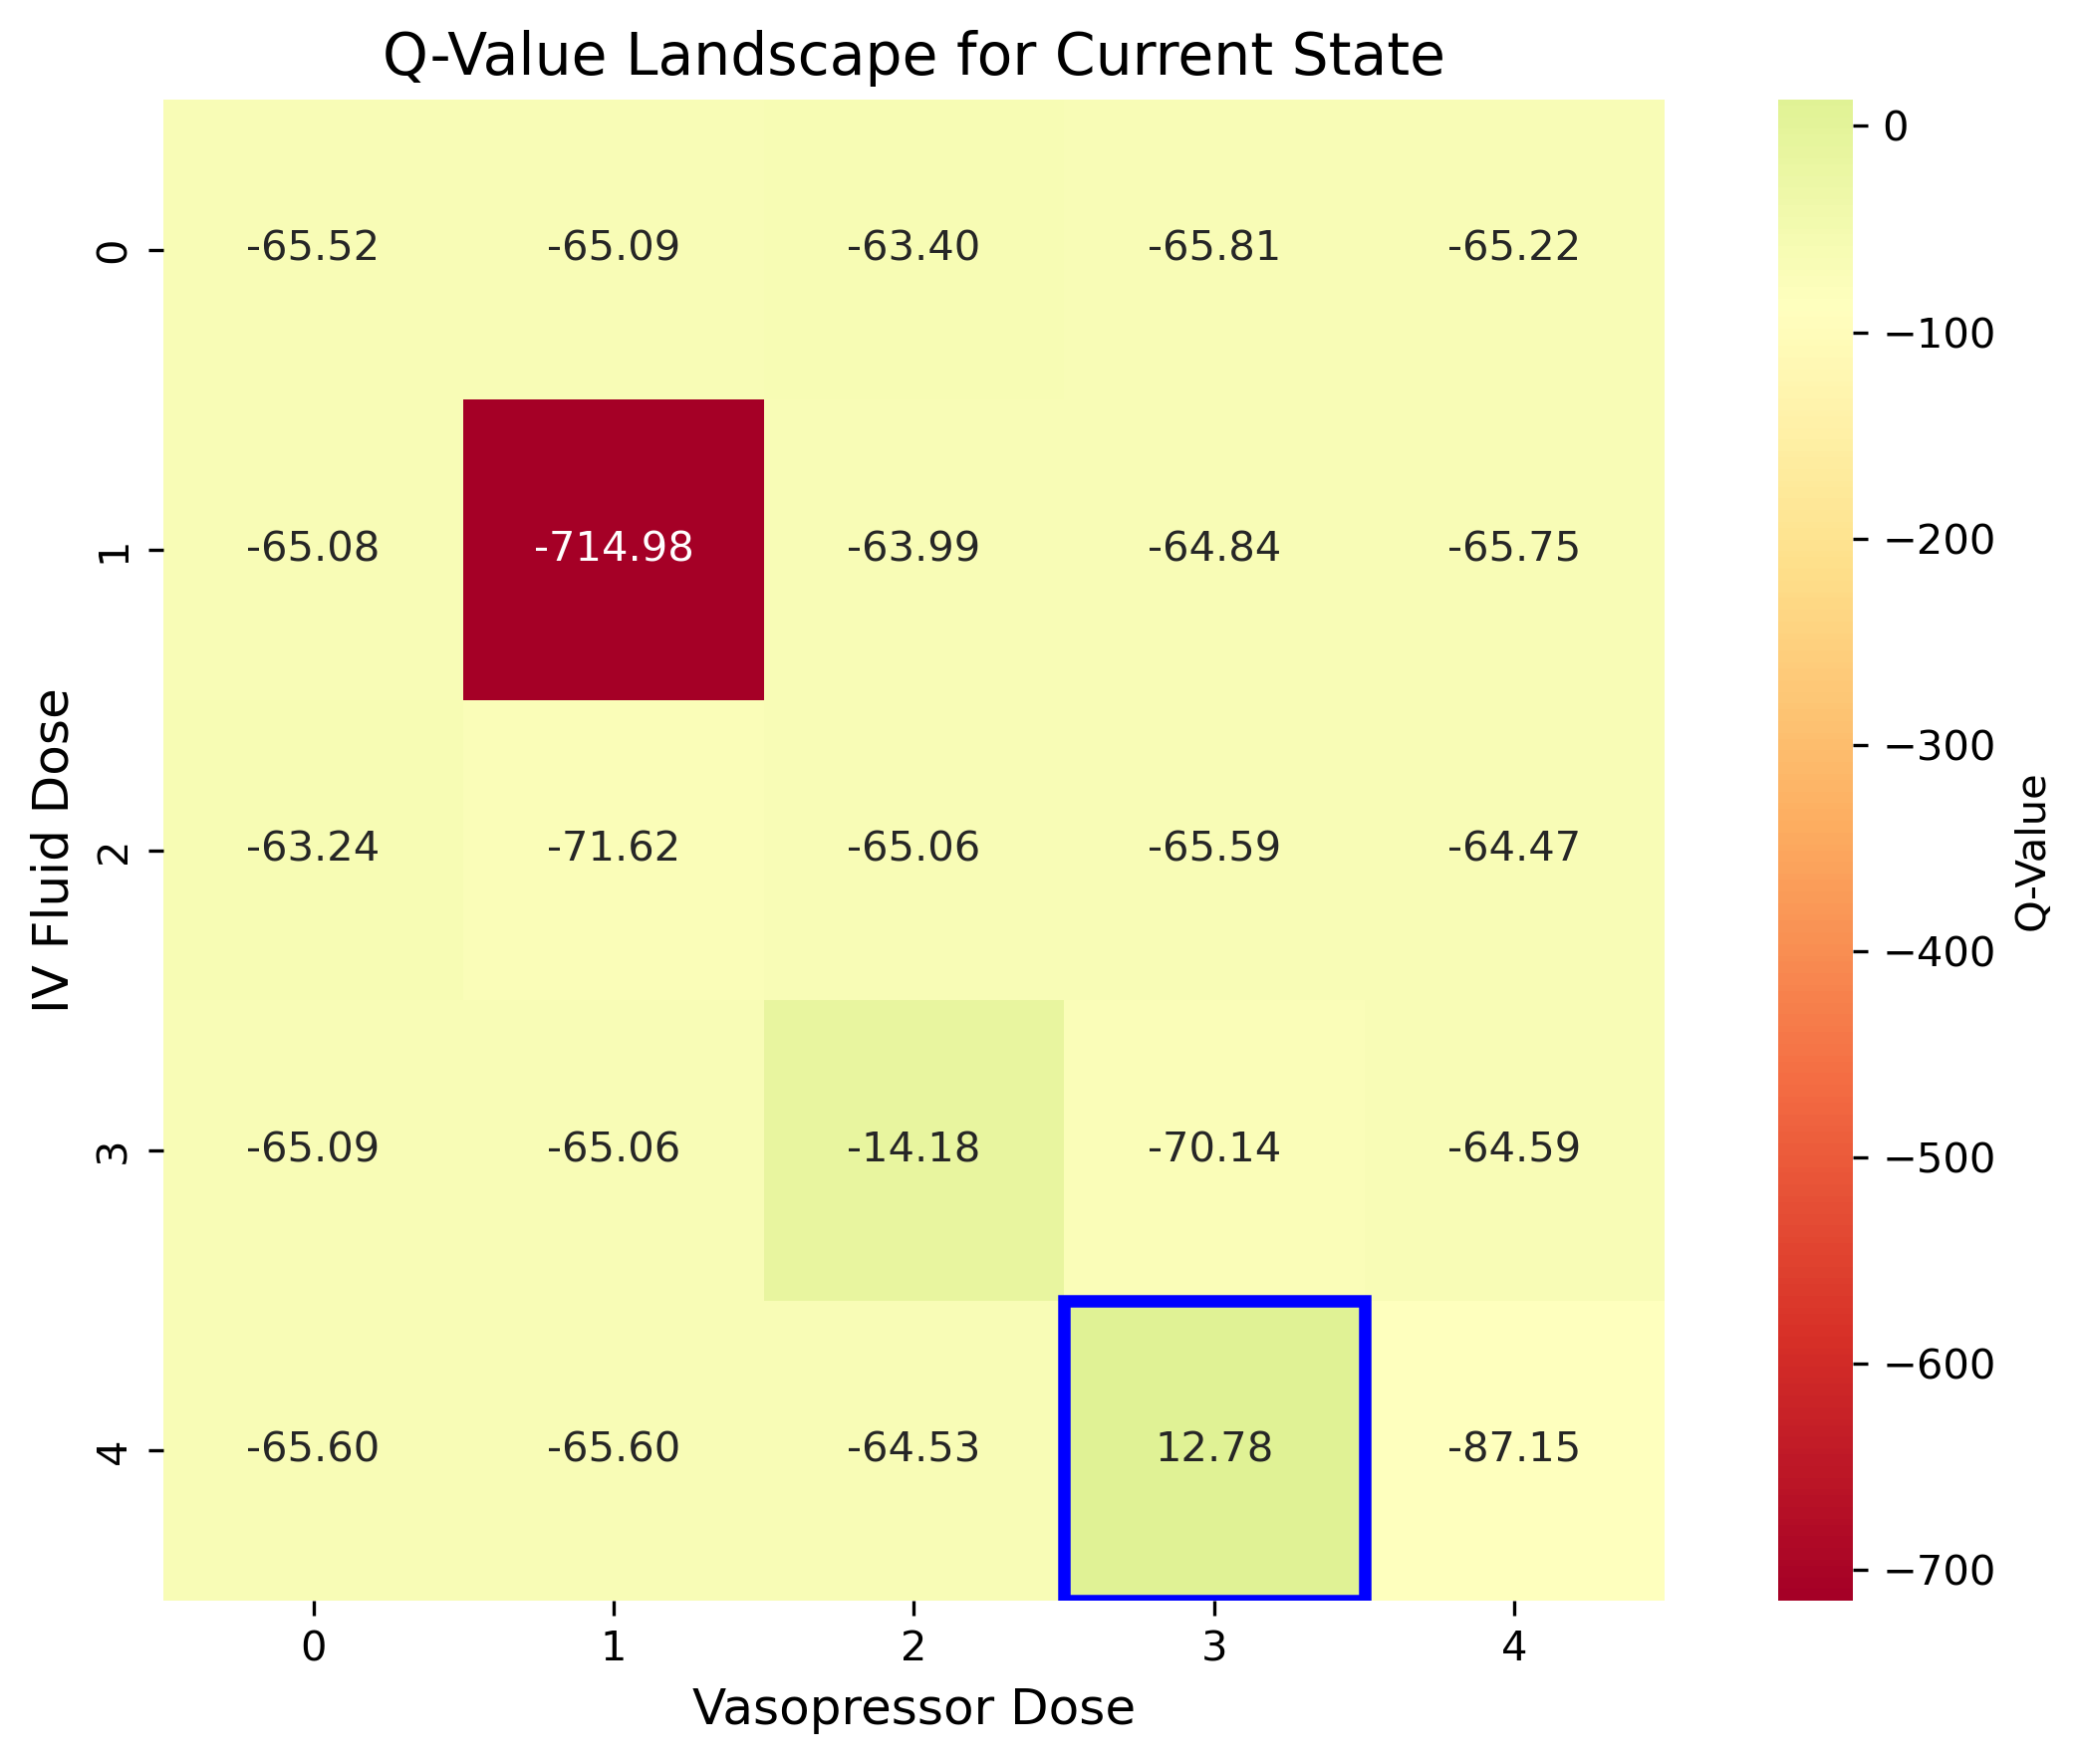 Q-Value Landscape for Current State
IV Fluid Dose
0
-65.52 -65.09 -63.40 -65.81 -65.22
1
-65.08 -714.98 -63.99 -64.84 -65.75
2
-63.24 -71.62 -65.06 -65.59 -64.47
3
-65.09 -65.06 -14.18 -70.14 -64.59
4
-65.60 -65.60 -64.53 12.78 -87.15
0 1 2 3 4
Vasopressor Dose
0
−100
−200
−300
−400
−500
−600
−700
Q-Value